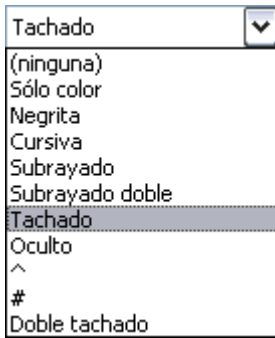 Tachado
(ninguna)
Sólo color
Negrita
Cursiva
Subrayado
Subrayado doble
Tachado
Oculto
^
#
Doble tachado